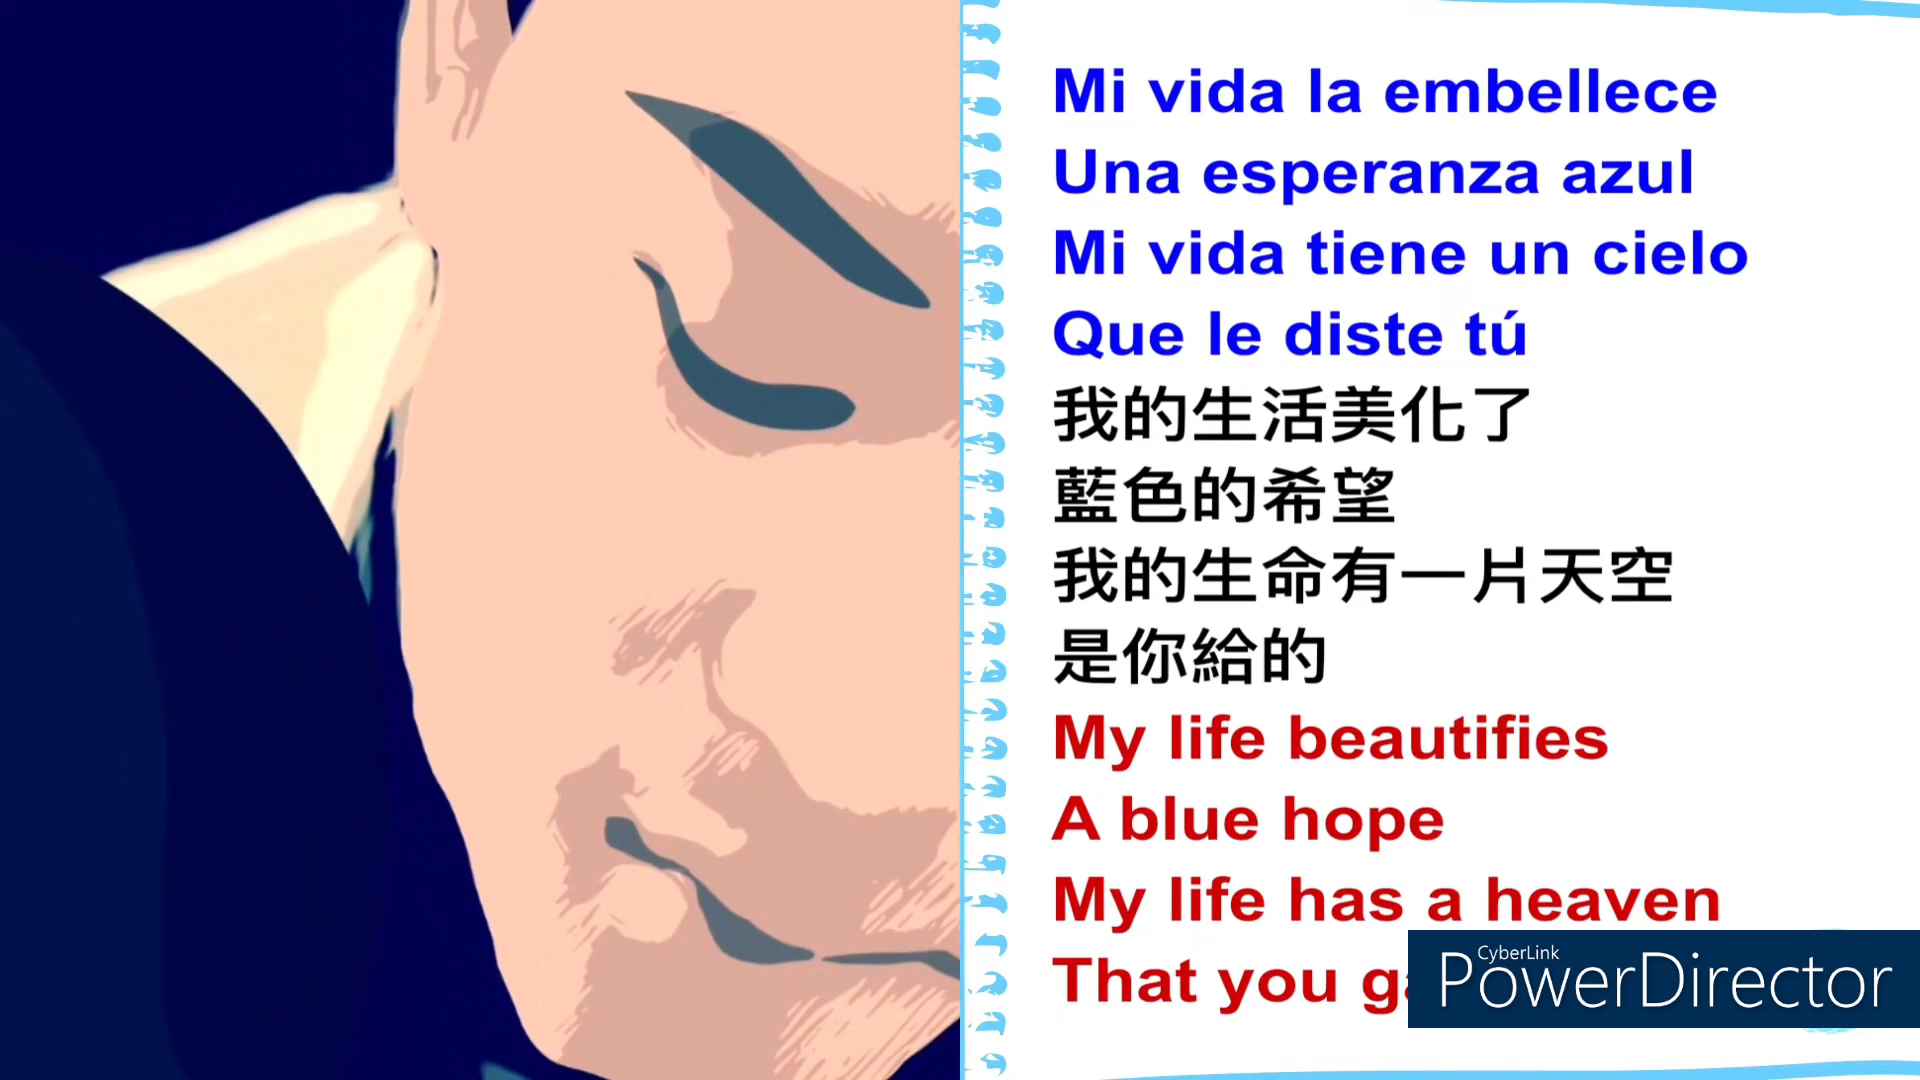 Mi vida la embellece
Una esperanza azul
Mi vida tiene un cielo
Que le diste tú
我的生活美化了
藍色的希望
我的生命有一片天空
是你給的
My life beautifies
A blue hope
My life has a heaven
That you
CyberLink
PowerDirector